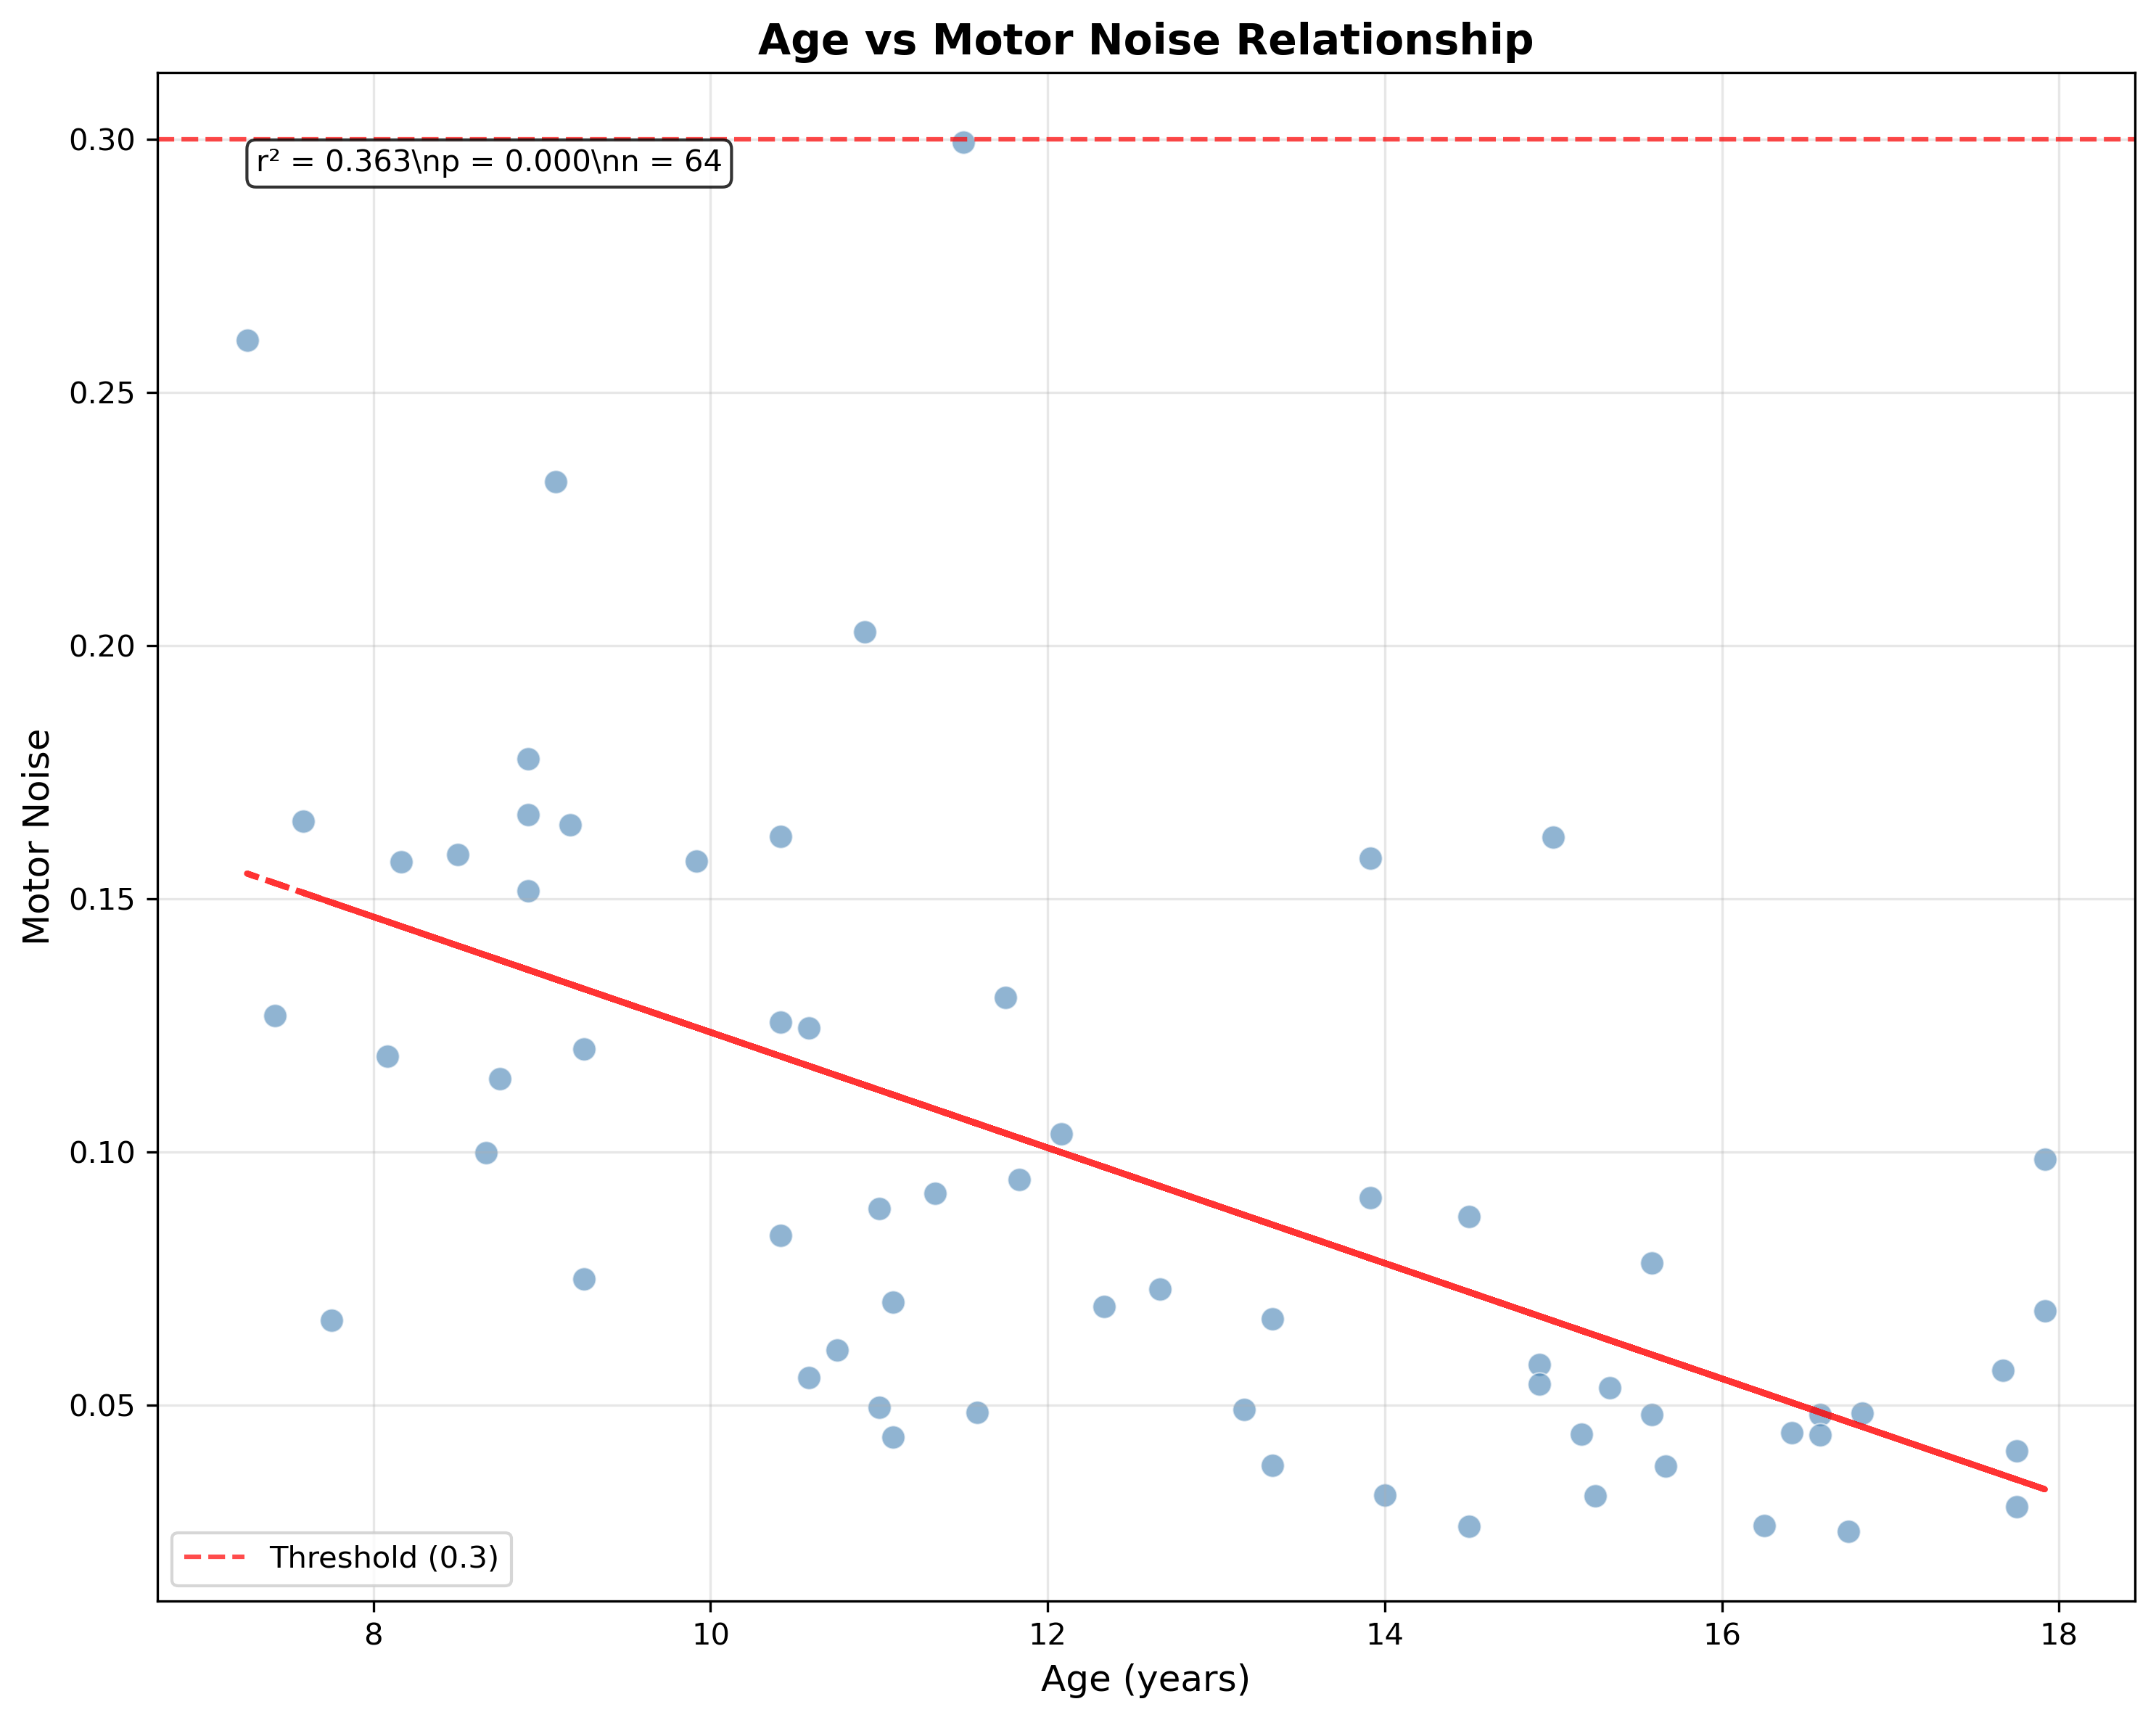 Age vs Motor Noise Relationship
r² = 0.363\np = 0.000\nn = 64
0.30
0.25
0.20
0.15
0.10
0.05
Motor Noise
Threshold (0.3)
8 10 12 14 16 18
Age (years)